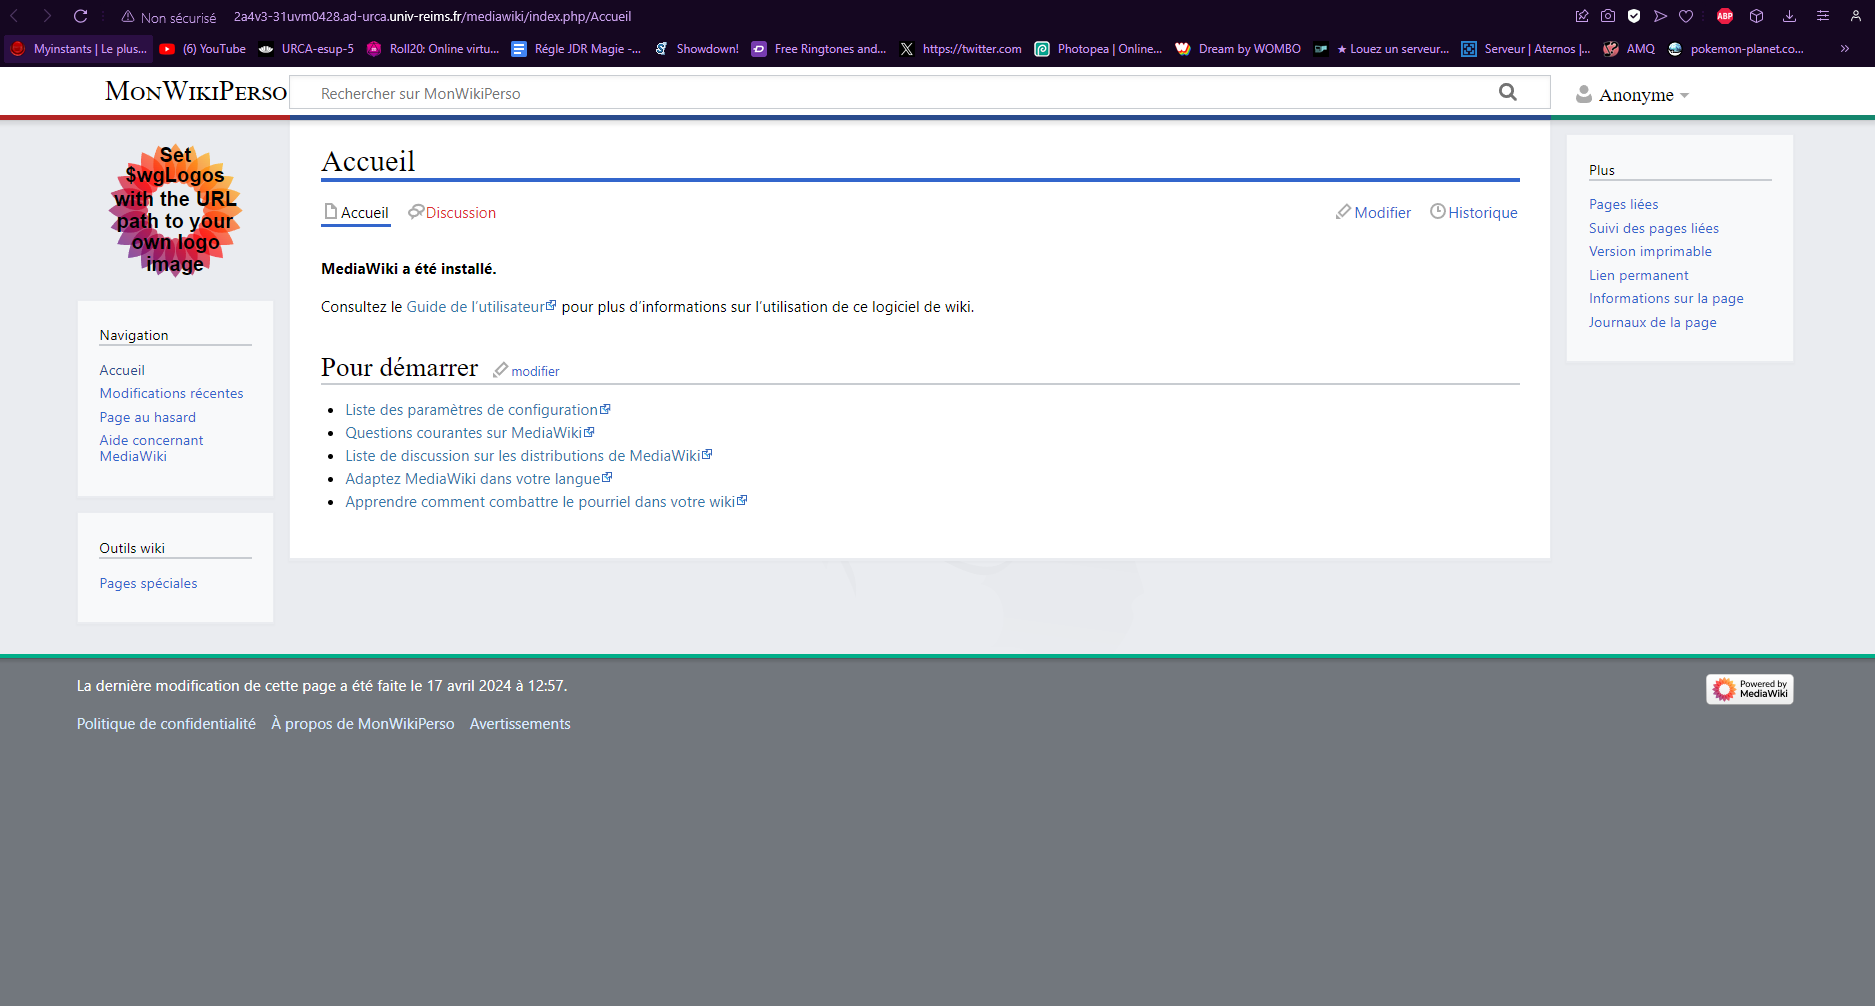 Non sécurisé 2a4v3-31uvm0428.ad-urca.univ-reims.fr/mediawiki/index.php/Accueil
ABP
Myinstants | Le plus... (6) YouTube URCA-esup-5 Roll20: Online virtu... Régle JDR Magie -... Showdown! Free Ringtones and... https://twitter.com Photopea | Online... Dream by WOMBO ★ Louez un serveur... Serveur | Aternos |... AMQ pokemon-planet.co... »
MonWikiPerso
Rechercher sur MonWikiPerso
Anonyme
Set
$wgLogos
with the URL
path to your
own logo
image
Navigation
Accueil
Modifications récentes
Page au hasard
Aide concernant
MediaWiki
Outils wiki
Pages spéciales
Accueil
Accueil Discussion Modifier Historique
MediaWiki a été installé.
Consultez le Guide de l’utilisateur pour plus d’informations sur l’utilisation de ce logiciel de wiki.
Pour démarrer modifier
Liste des paramètres de configuration
Questions courantes sur MediaWiki
Liste de discussion sur les distributions de MediaWiki
Adaptez MediaWiki dans votre langue
Apprendre comment combattre le pourriel dans votre wiki
Plus
Pages liées
Suivi des pages liées
Version imprimable
Lien permanent
Informations sur la page
Journaux de la page
La dernière modification de cette page a été faite le 17 avril 2024 à 12:57.
Politique de confidentialité À propos de MonWikiPerso Avertissements
Powered by
MediaWiki